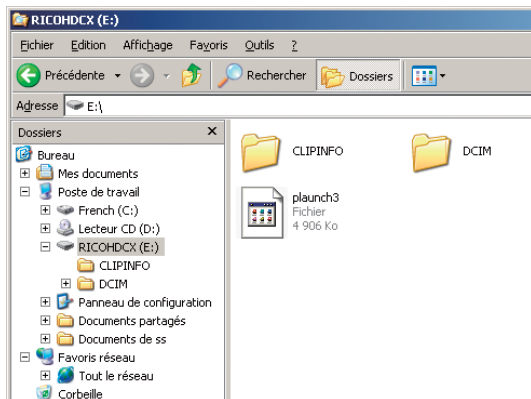 RICOHDCX (E:)
Fichier Edition Affichage Favoris Outils ?
Précédente Rechercher Dossiers
Adresse E:\
Dossiers x
Bureau
Mes documents
Poste de travail
French (C:)
Lecteur CD (D:)
RICOHDCX (E:)
CLIPINFO
DCIM
Panneau de configuration
Documents partagés
Documents de ss
Favoris réseau
Tout le réseau
Corbeille
CLIPINFO DCIM
plaunch3
Fichier
4 906 Ko